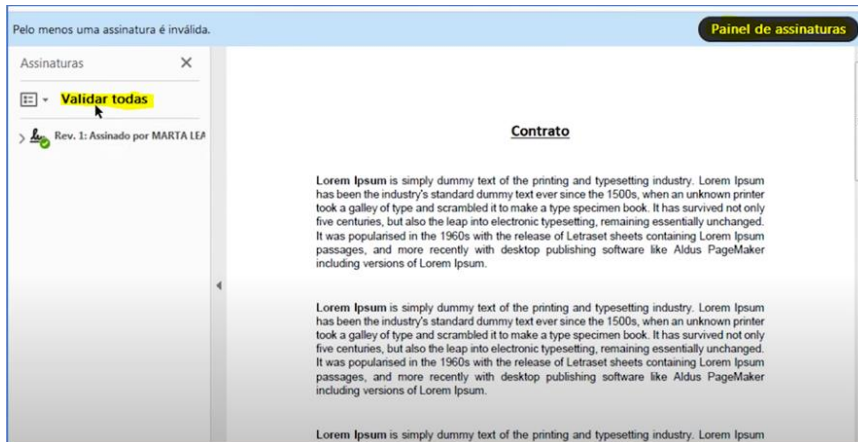 Pelo menos uma assinatura é inválida.
Painel de assinaturas
Assinaturas
Validar todas
Rev. 1: Assinado por MARTA LEA
Contrato
Lorem Ipsum is simply dummy text of the printing and typesetting industry. Lorem Ipsum
has been the industry's standard dummy text ever since the 1500s, when an unknown printer
took a galley of type and scrambled it to make a type specimen book. It has survived not only
five centuries, but also the leap into electronic typesetting, remaining essentially unchanged.
It was popularised in the 1960s with the release of Letraset sheets containing Lorem Ipsum
passages, and more recently with desktop publishing software like Aldus PageMaker
including versions of Lorem Ipsum.
Lorem Ipsum is simply dummy text of the printing and typesetting industry. Lorem Ipsum
has been the industry's standard dummy text ever since the 1500s, when an unknown printer
took a galley of type and scrambled it to make a type specimen book. It has survived not only
five centuries, but also the leap into electronic typesetting, remaining essentially unchanged.
It was popularised in the 1960s with the release of Letraset sheets containing Lorem Ipsum
passages, and more recently with desktop publishing software like Aldus PageMaker
including versions of Lorem Ipsum.
Lorem Ipsum is simply dummy text of the printing and typesetting industry. Lorem Ipsum